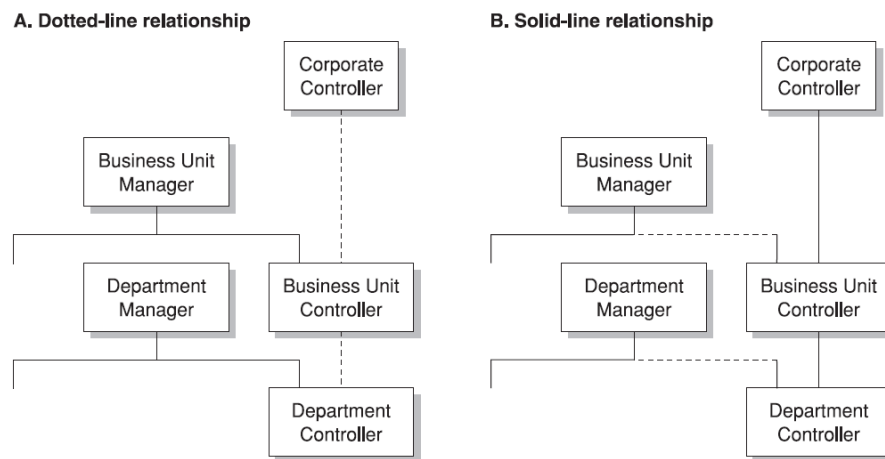 A. Dotted-line relationship
Corporate
Controller
Business Unit
Manager
Department
Manager
Business Unit
Controller
Department
Controller
B. Solid-line relationship
Corporate
Controller
Business Unit
Manager
Department
Manager
Business Unit
Controller
Department
Controller